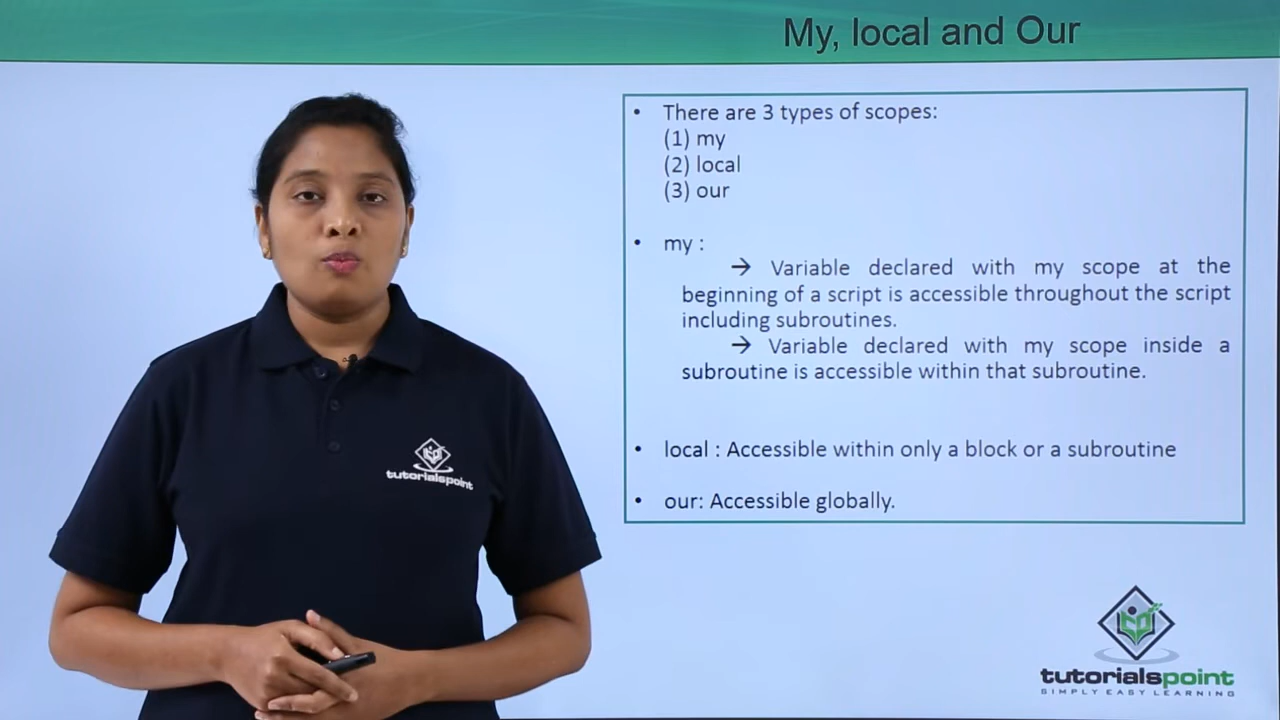 My, local and Our
• There are 3 types of scopes:
(1) my
(2) local
(3) our
• my :
→ Variable declared with my scope at the
beginning of a script is accessible throughout the script
including subroutines.
→ Variable declared with my scope inside a
subroutine is accessible within that subroutine.
• local : Accessible within only a block or a subroutine
• our: Accessible globally.
tutorialspoint
tutorialspoint
SIMPLY EASY LEARNING